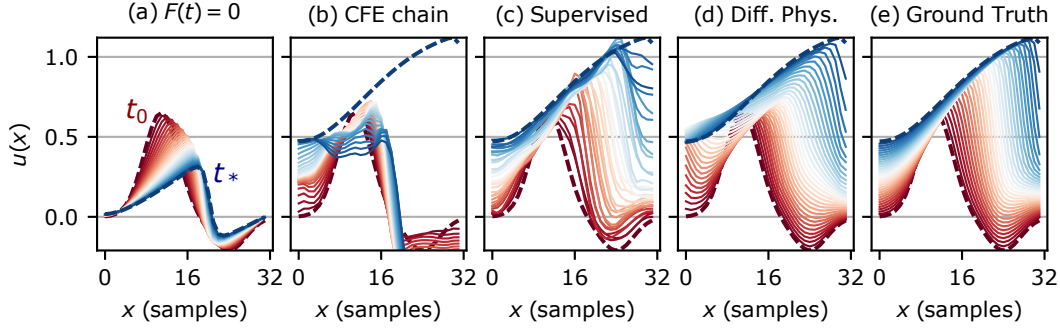 (a) F(t) = 0 (b) CFE chain (c) Supervised (d) Diff. Phys. (e) Ground Truth
u(x)
1.0
0.5
0.0
t₀
t*
0 16 32 0 16 32 0 16 32 0 16 32 0 16 32
x (samples) x (samples) x (samples) x (samples) x (samples)